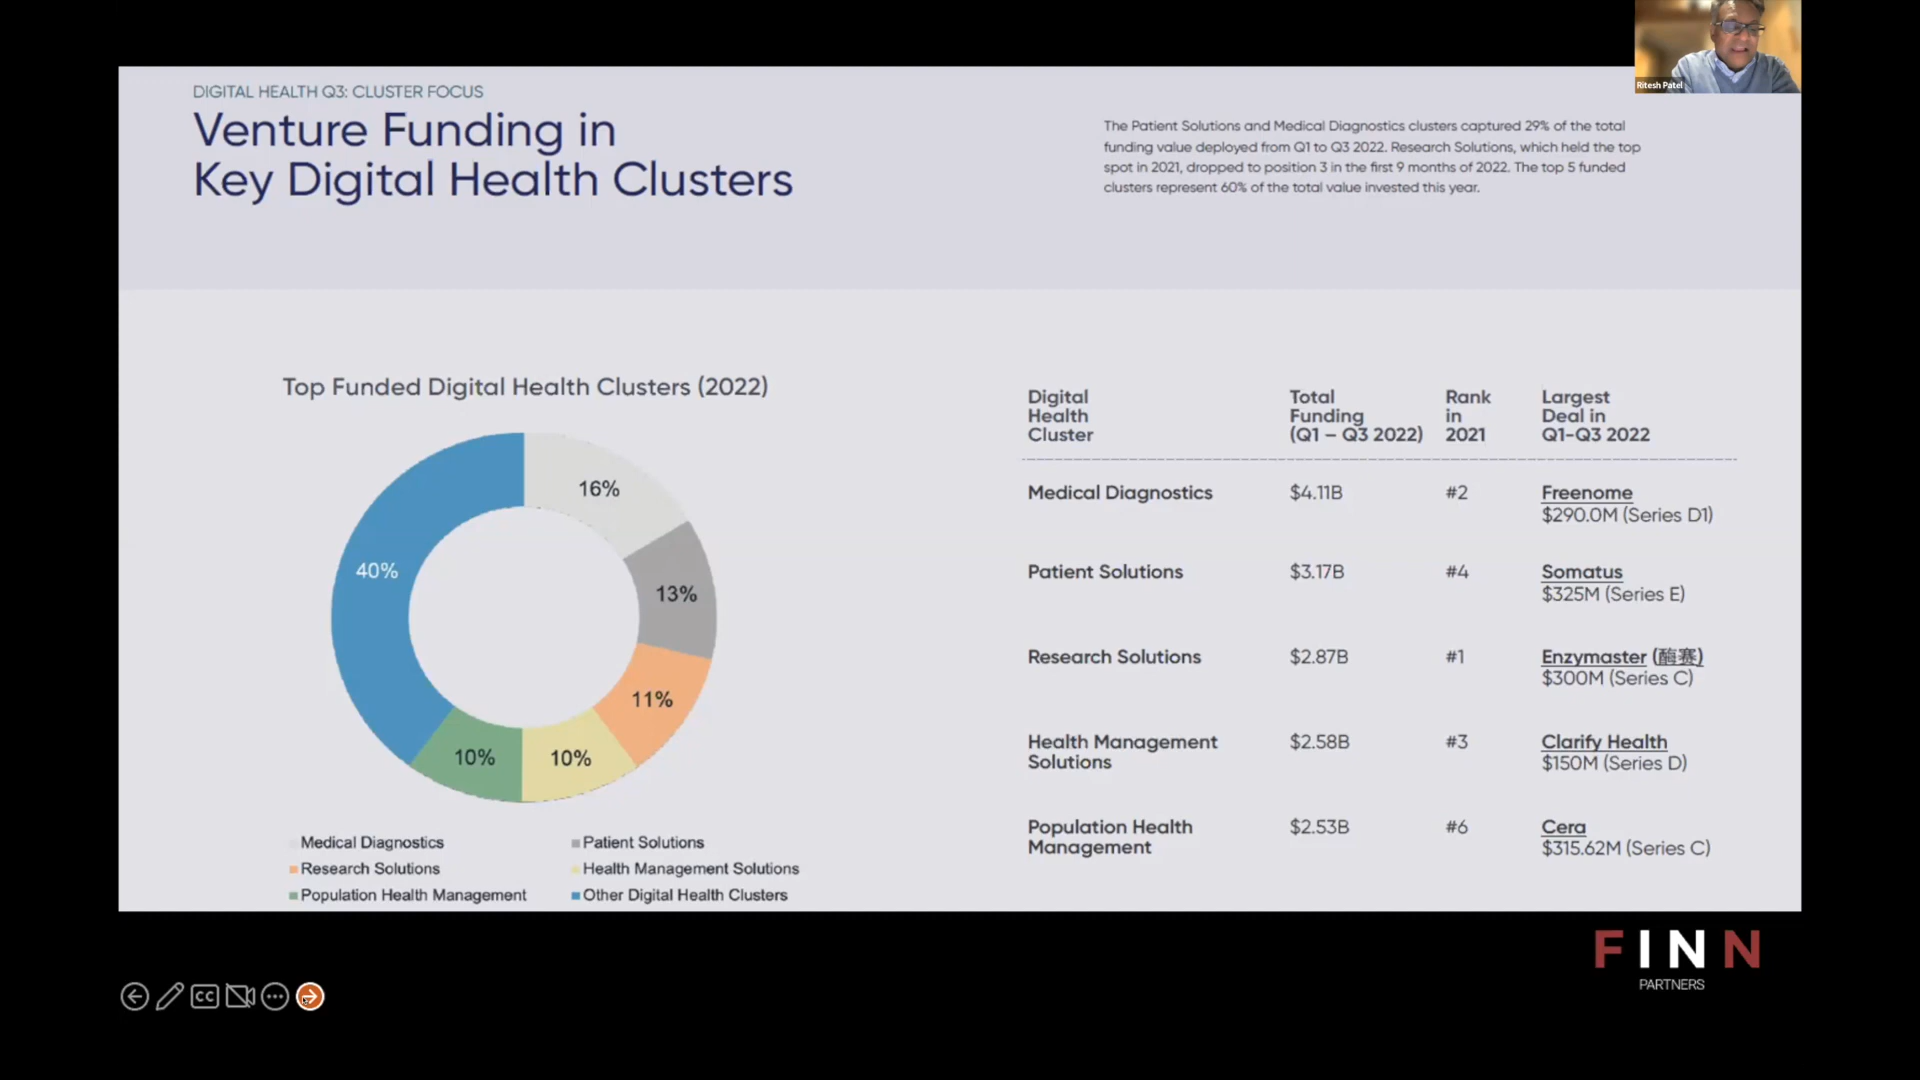 Ritesh Patel
DIGITAL HEALTH Q3: CLUSTER FOCUS
Venture Funding in
Key Digital Health Clusters
The Patient Solutions and Medical Diagnostics clusters captured 29% of the total
funding value deployed from Q1 to Q3 2022. Research Solutions, which held the top
spot in 2021, dropped to position 3 in the first 9 months of 2022. The top 5 funded
clusters represent 60% of the total value invested this year.
Top Funded Digital Health Clusters (2022)
16%
13%
11%
10%
10%
40%
Medical Diagnostics
Patient Solutions
Research Solutions
Health Management Solutions
Population Health Management
Other Digital Health Clusters
Digital Health Cluster
Total Funding (Q1 – Q3 2022)
Rank in 2021
Largest Deal in Q1-Q3 2022
Medical Diagnostics
$4.11B
#2
Freenome
$290.0M (Series D1)
Patient Solutions
$3.17B
#4
Somatus
$325M (Series E)
Research Solutions
$2.87B
#1
Enzymaster (酶赛)
$300M (Series C)
Health Management
Solutions
$2.58B
#3
Clarify Health
$150M (Series D)
Population Health
Management
$2.53B
#6
Cera
$315.62M (Series C)
FINN
PARTNERS
CC